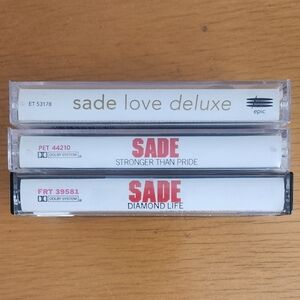 ET 53178 sade love deluxe epic
PET 44210 SADE
DOLBY SYSTEM STRONGER THAN PRIDE
FRT 39581 SADE
DOLBY SYSTEM DIAMOND LIFE